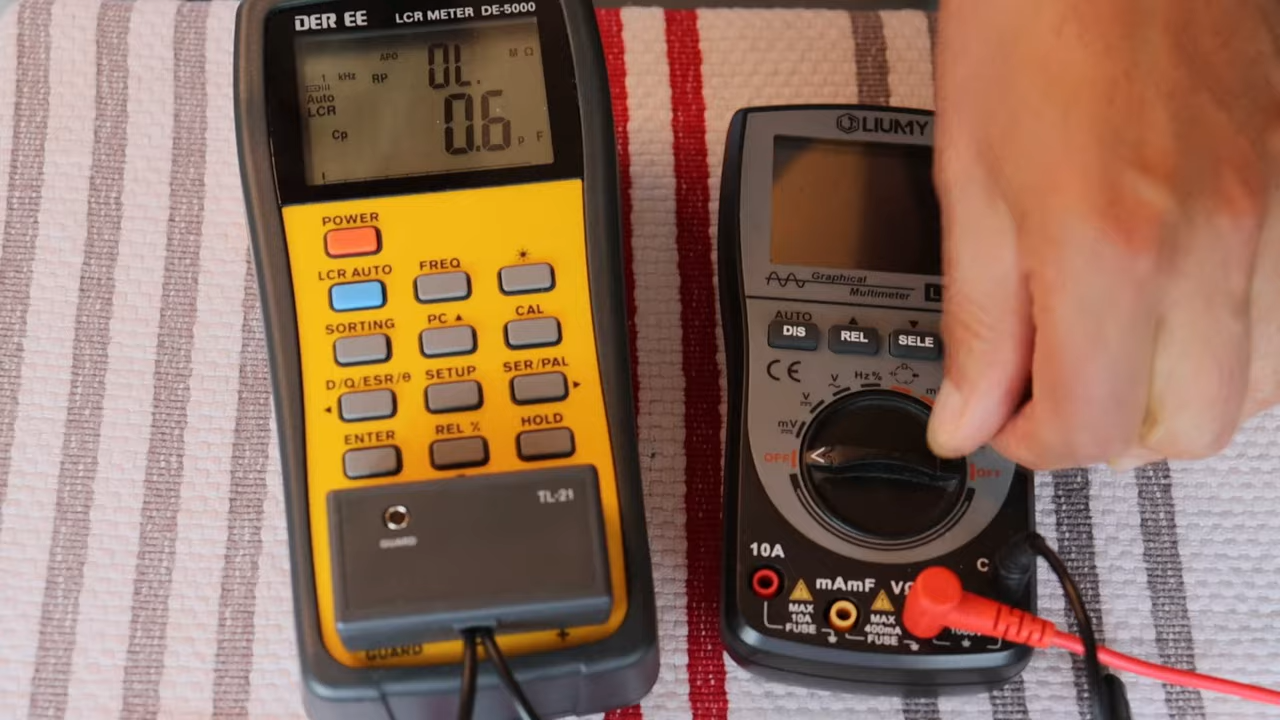 DER EE LCR METER DE-5000
APO
OL.
M Ω
1 kHz
RP
Auto
LCR
Cp
0.6
p F
POWER
LCR AUTO
FREQ
SORTING
PC ▲
CAL
D/Q/ESR/θ
SETUP
SER/PAL
ENTER
REL %
HOLD
TL-21
GUARD
GUARD
+
LIUMY
Graphical
Multimeter
AUTO
DIS
REL
SELE
CE
mV
V
V
Hz%
OFF
OFF
10A
mAmF
VΩ
C
MAX
10A
FUSE
MAX
400mA
FUSE